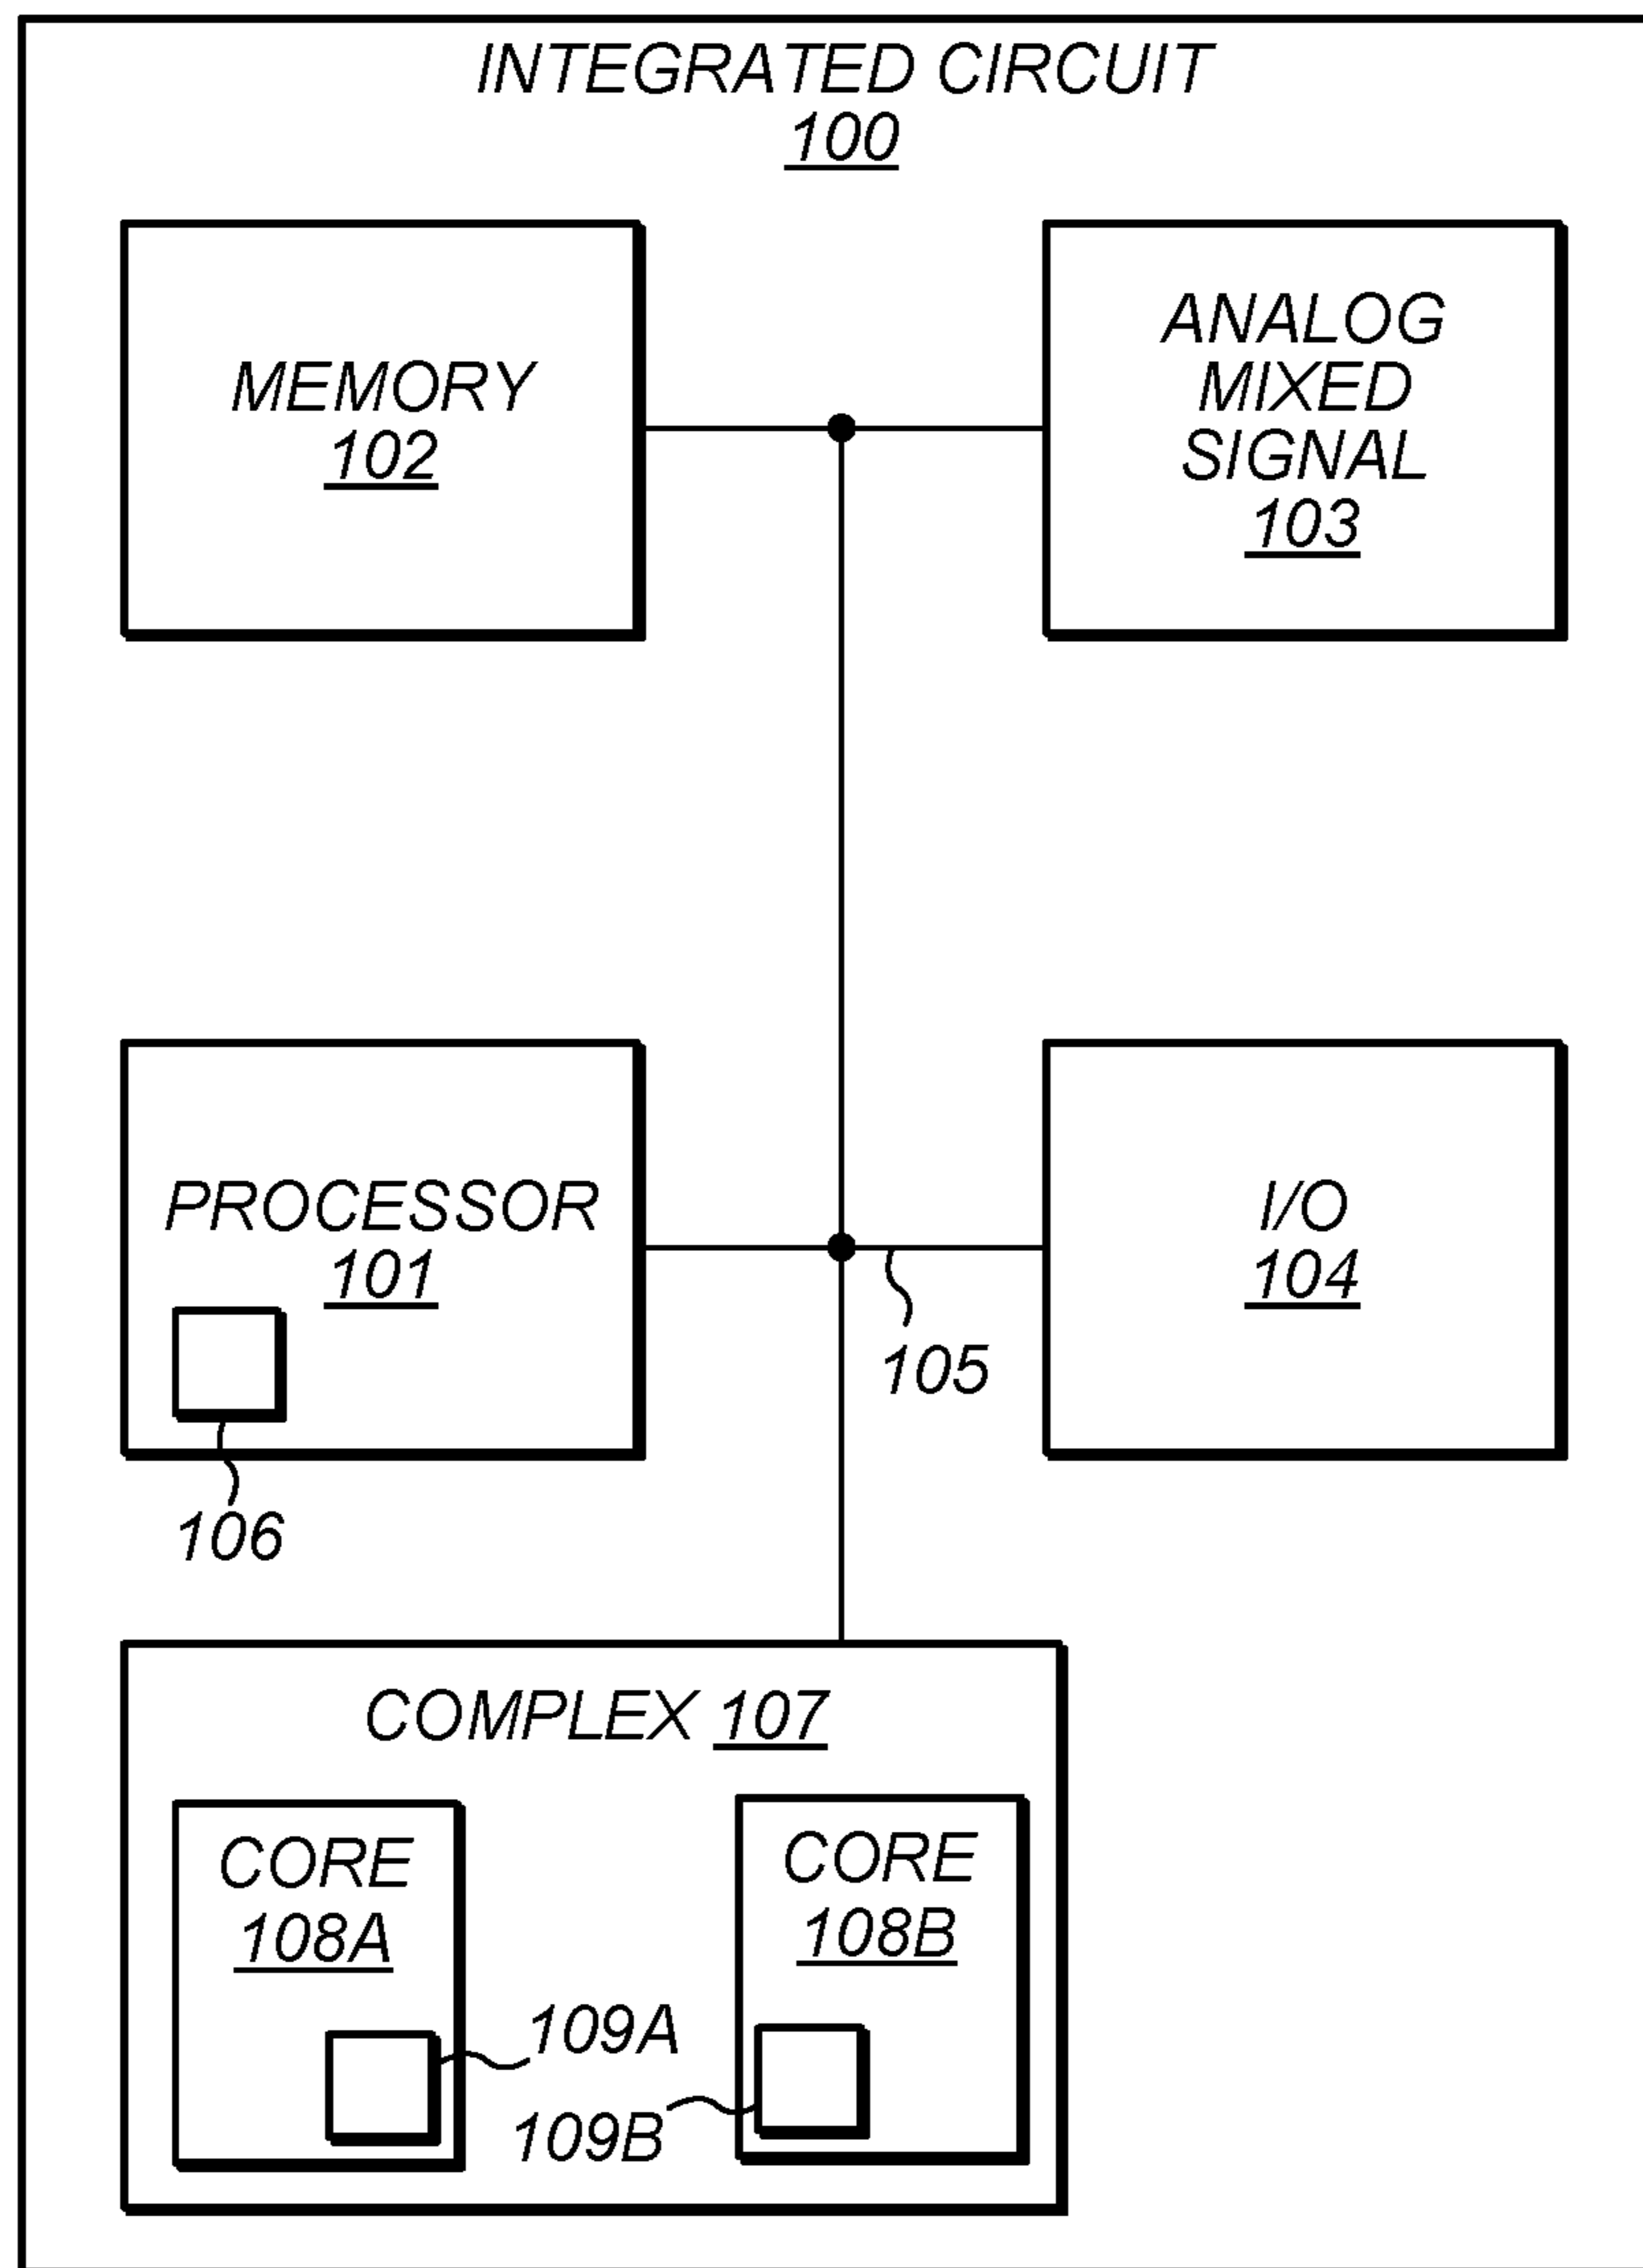 INTEGRATED CIRCUIT
100
MEMORY
102
ANALOG
MIXED
SIGNAL
103
PROCESSOR
101
I/O
104
105
106
COMPLEX 107
CORE
108A
CORE
108B
109A
109B